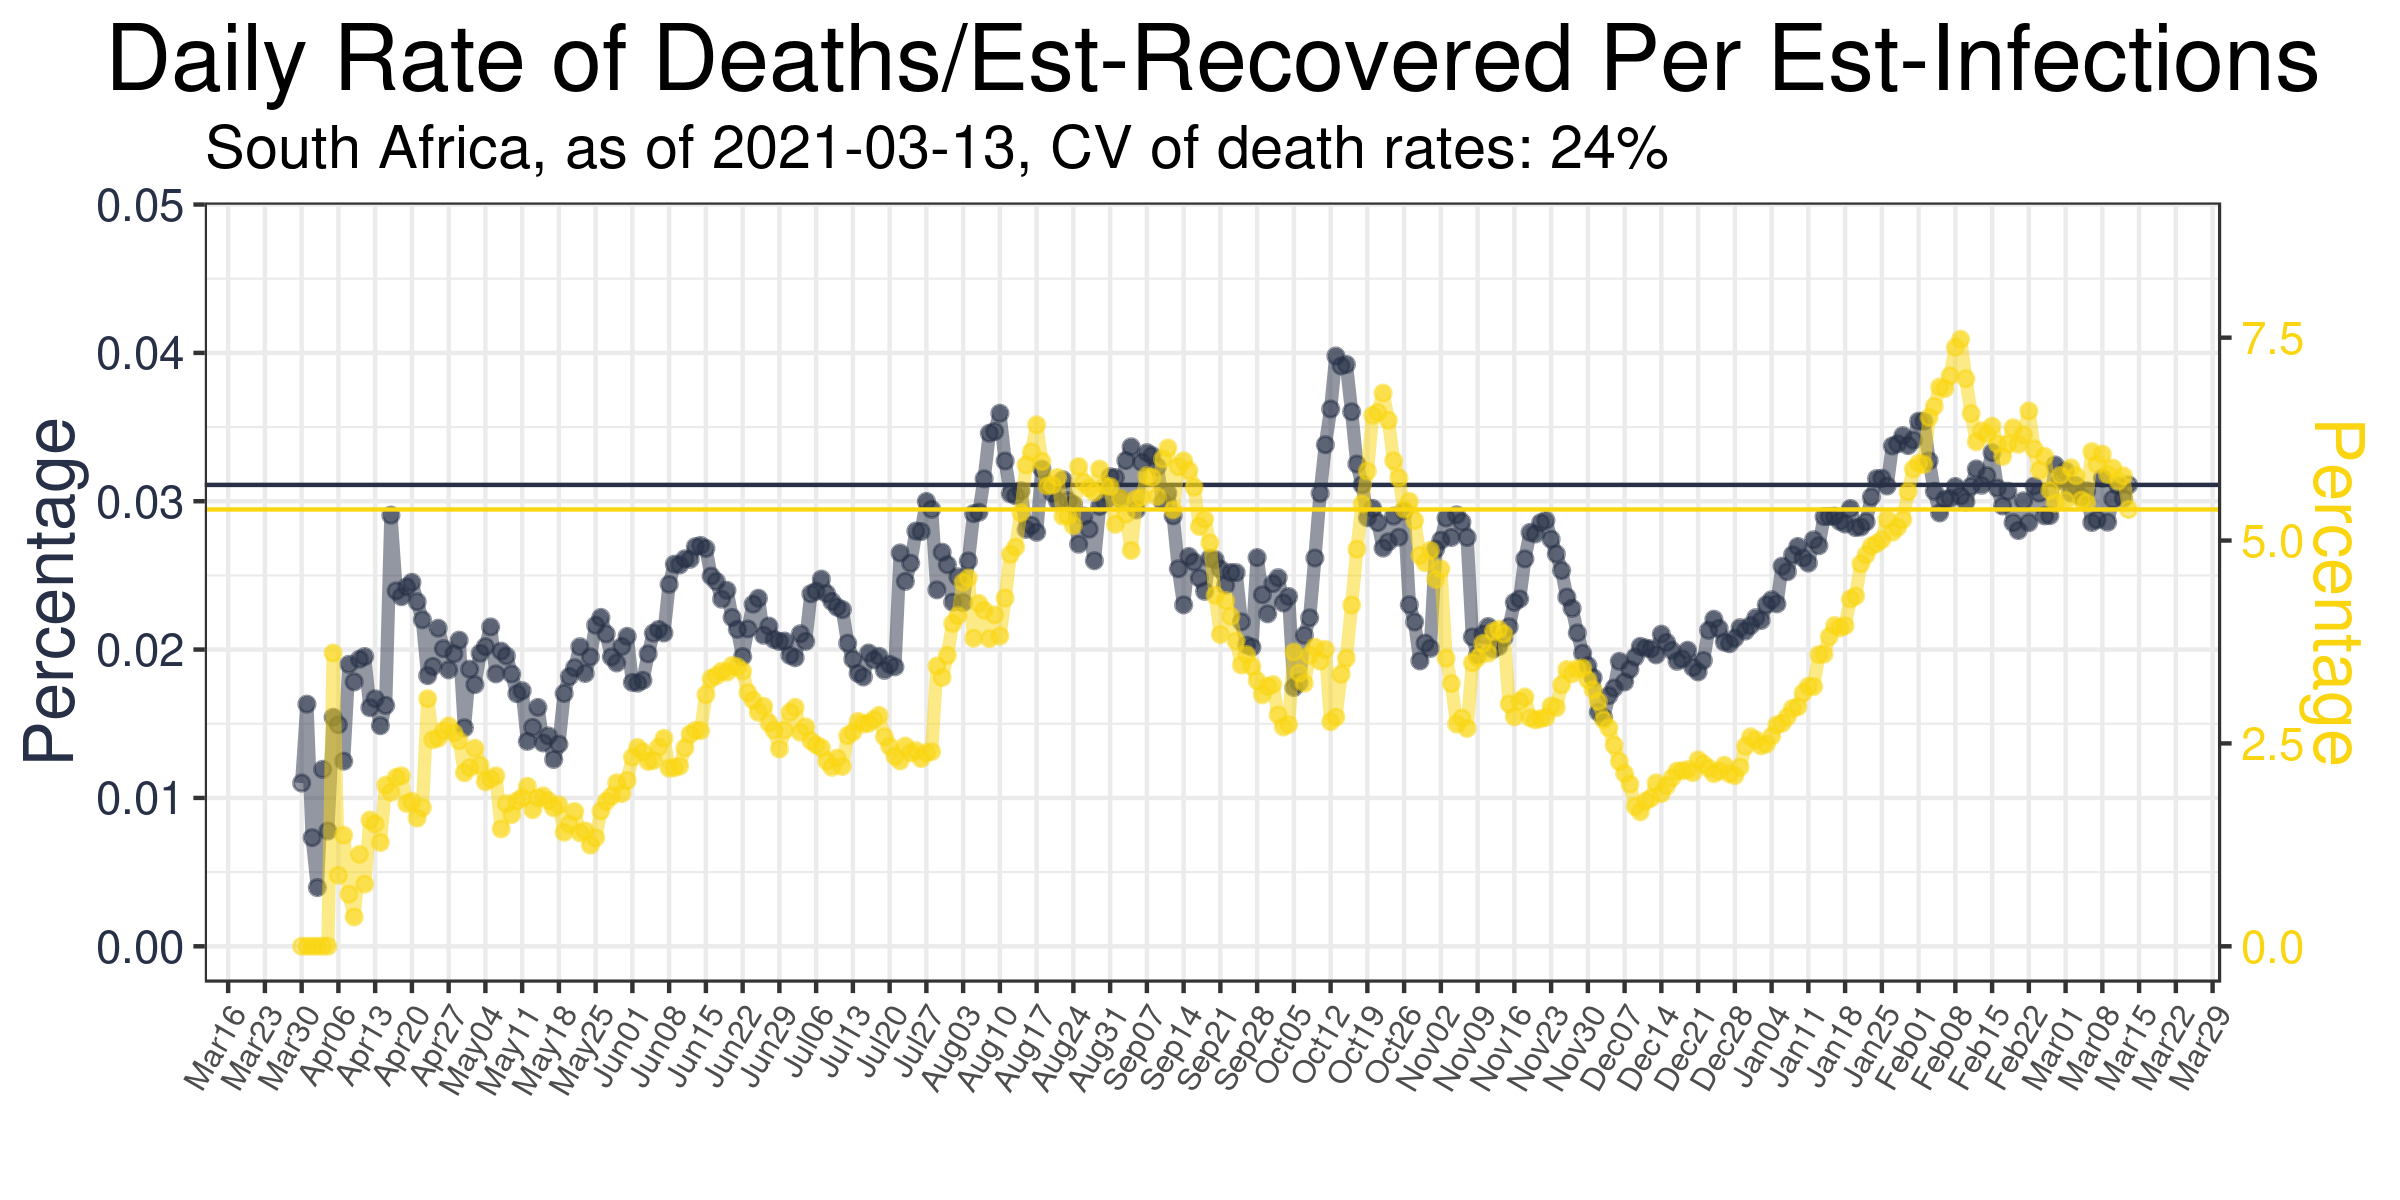 Daily Rate of Deaths/Est-Recovered Per Est-Infections
South Africa, as of 2021-03-13, CV of death rates: 24%
Percentage
0.05
0.04
0.03
0.02
0.01
0.00
7.5
5.0
2.5
0.0
Percentage
Mar16
Mar23
Mar30
Apr06
Apr13
Apr20
Apr27
May04
May11
May18
May25
Jun01
Jun08
Jun15
Jun22
Jun29
Jul06
Jul13
Jul20
Jul27
Aug03
Aug10
Aug17
Aug24
Aug31
Sep07
Sep14
Sep21
Sep28
Oct05
Oct12
Oct19
Oct26
Nov02
Nov09
Nov16
Nov23
Nov30
Dec07
Dec14
Dec21
Dec28
Jan04
Jan11
Jan18
Jan25
Feb01
Feb08
Feb15
Feb22
Mar01
Mar08
Mar15
Mar22
Mar29